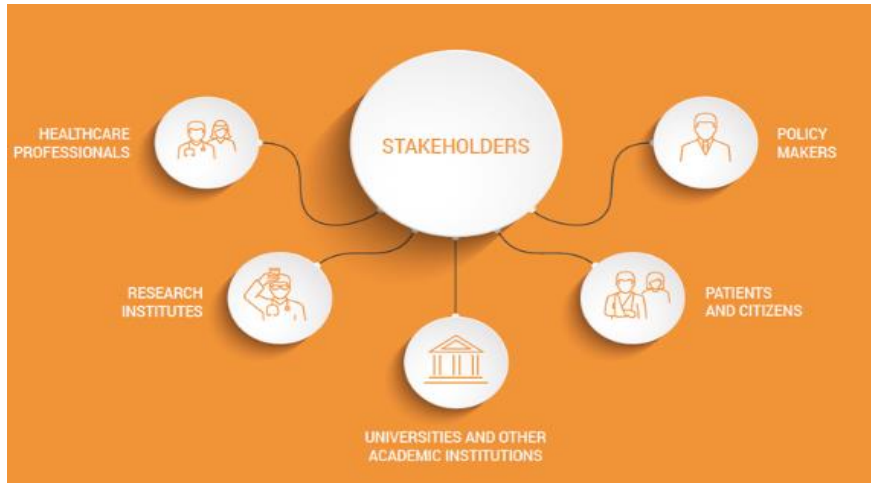 STAKEHOLDERS
HEALTHCARE
PROFESSIONALS
POLICY
MAKERS
RESEARCH
INSTITUTES
PATIENTS
AND CITIZENS
UNIVERSITIES AND OTHER
ACADEMIC INSTITUTIONS